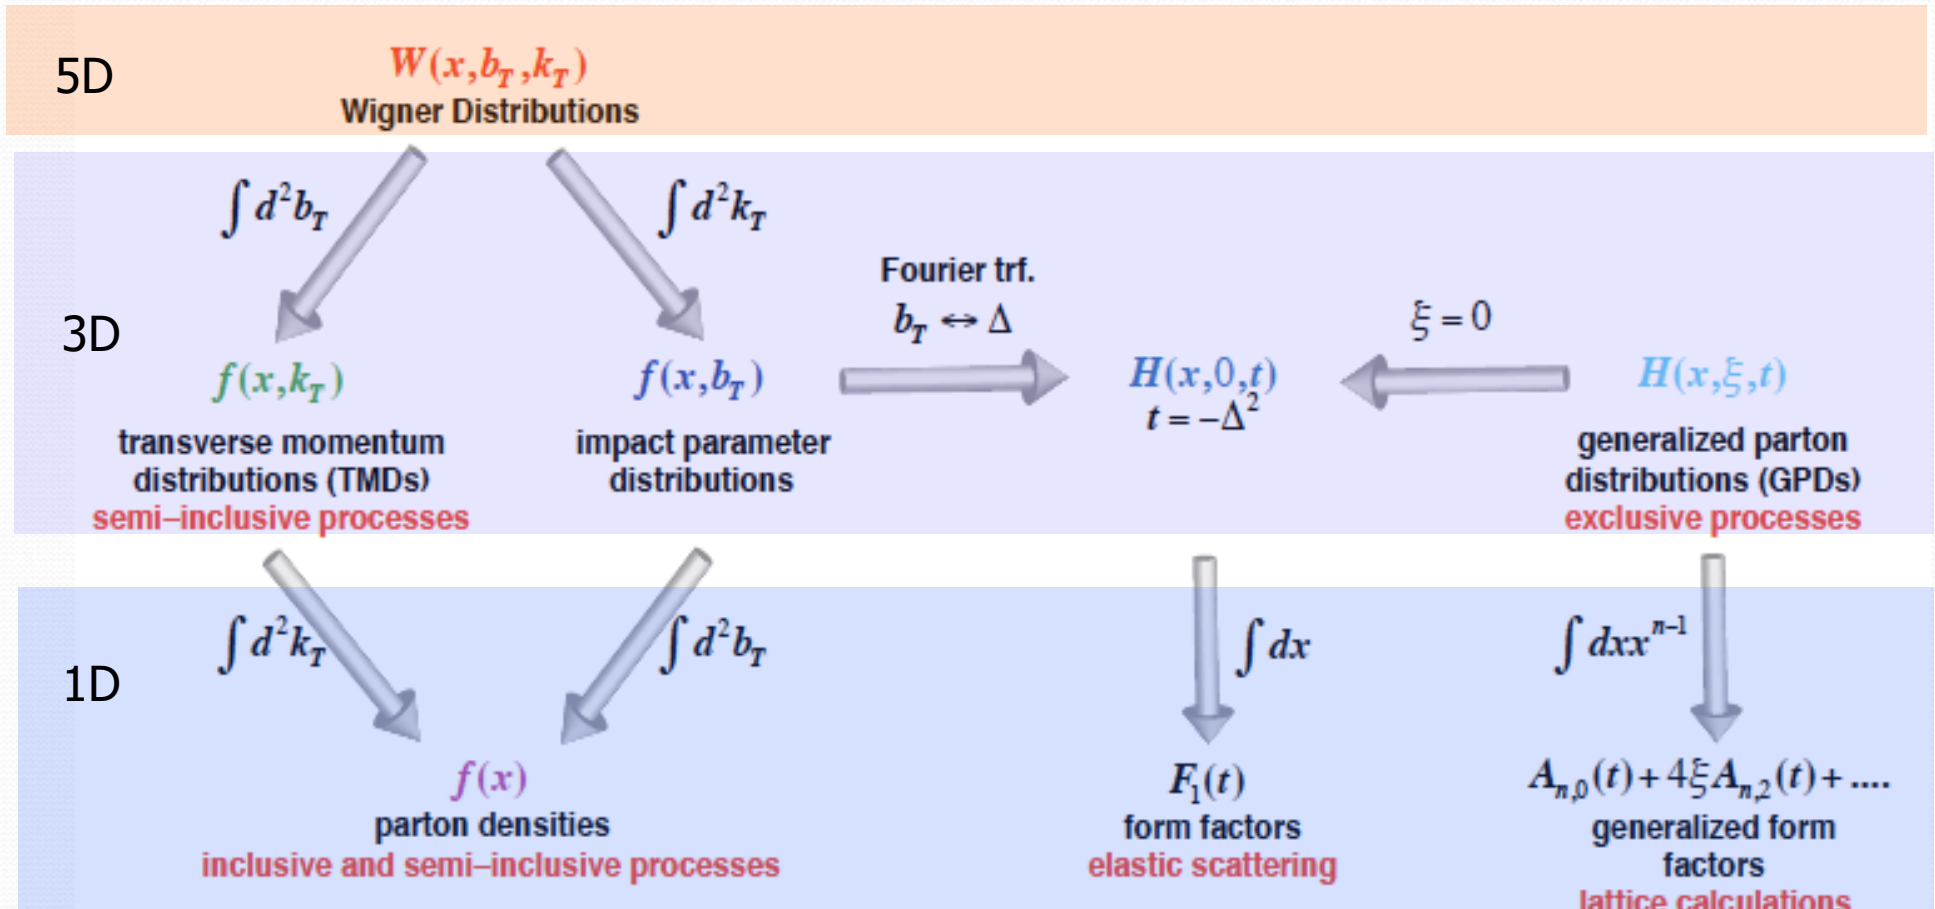 5D
W(x,b_T,k_T)
Wigner Distributions
∫ d²b_T
∫ d²k_T
Fourier trf.
b_T ↔ Δ
ξ = 0
3D
f(x,k_T)
f(x,b_T)
H(x,0,t)
t = −Δ²
H(x,ξ,t)
transverse momentum
distributions (TMDs)
semi–inclusive processes
impact parameter
distributions
generalized parton
distributions (GPDs)
exclusive processes
∫ d²k_T
∫ d²b_T
∫ dx
∫ dxx^{n−1}
1D
f(x)
parton densities
inclusive and semi–inclusive processes
F₁(t)
form factors
elastic scattering
A_{n,0}(t) + 4ξA_{n,2}(t) + ....
generalized form
factors
lattice calculations